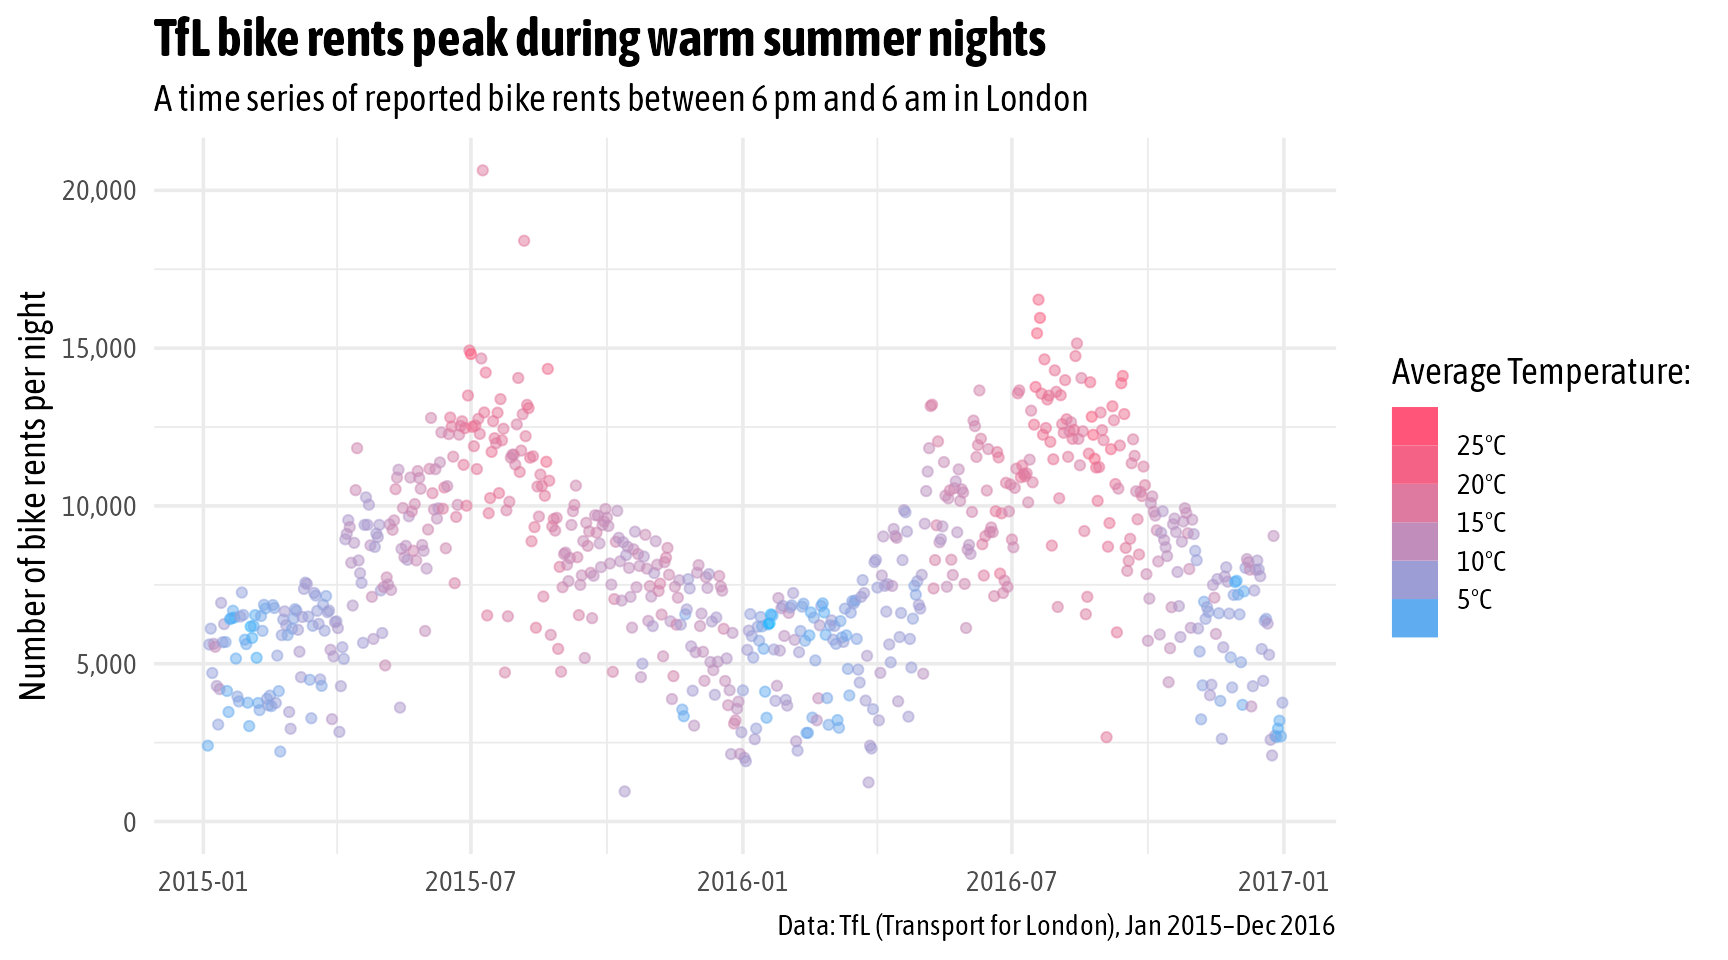 TfL bike rents peak during warm summer nights
A time series of reported bike rents between 6 pm and 6 am in London
Number of bike rents per night
20,000
15,000
10,000
5,000
0
2015-01
2015-07
2016-01
2016-07
2017-01
Average Temperature:
25°C
20°C
15°C
10°C
5°C
Data: TfL (Transport for London), Jan 2015–Dec 2016